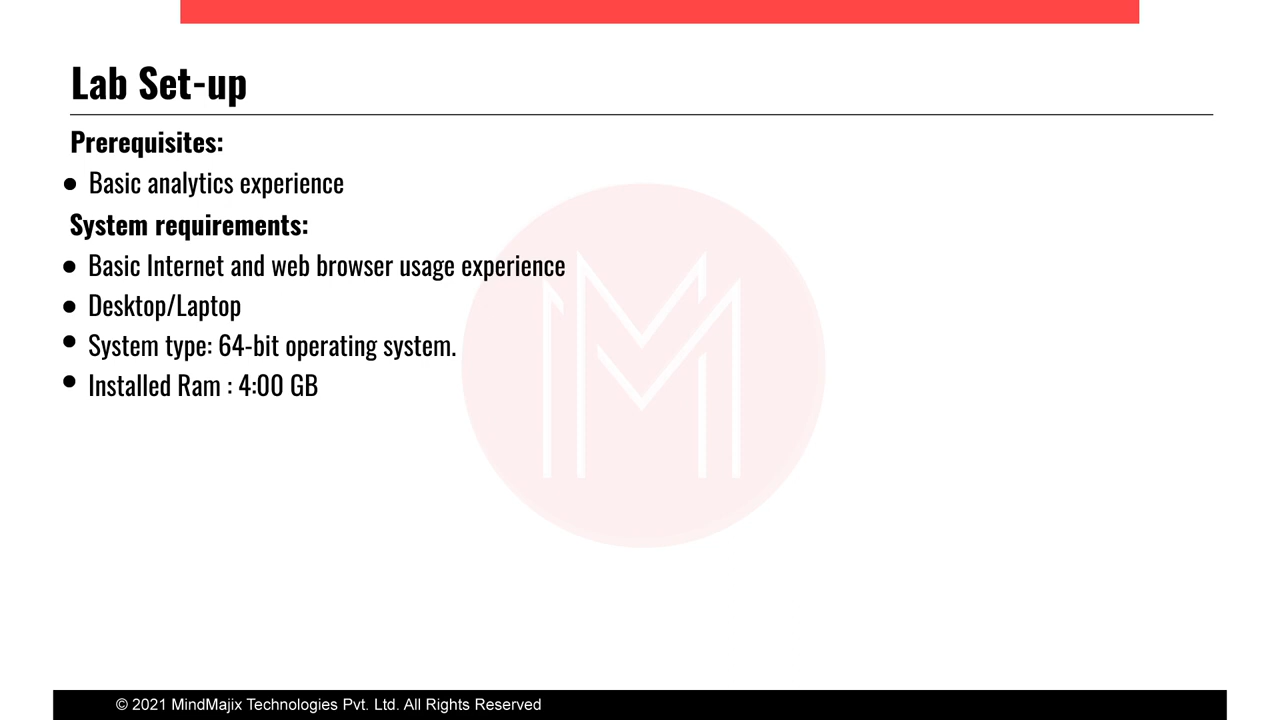 Lab Set-up
Prerequisites:
● Basic analytics experience
System requirements:
● Basic Internet and web browser usage experience
● Desktop/Laptop
● System type: 64-bit operating system.
● Installed Ram : 4:00 GB
© 2021 MindMajix Technologies Pvt. Ltd. All Rights Reserved